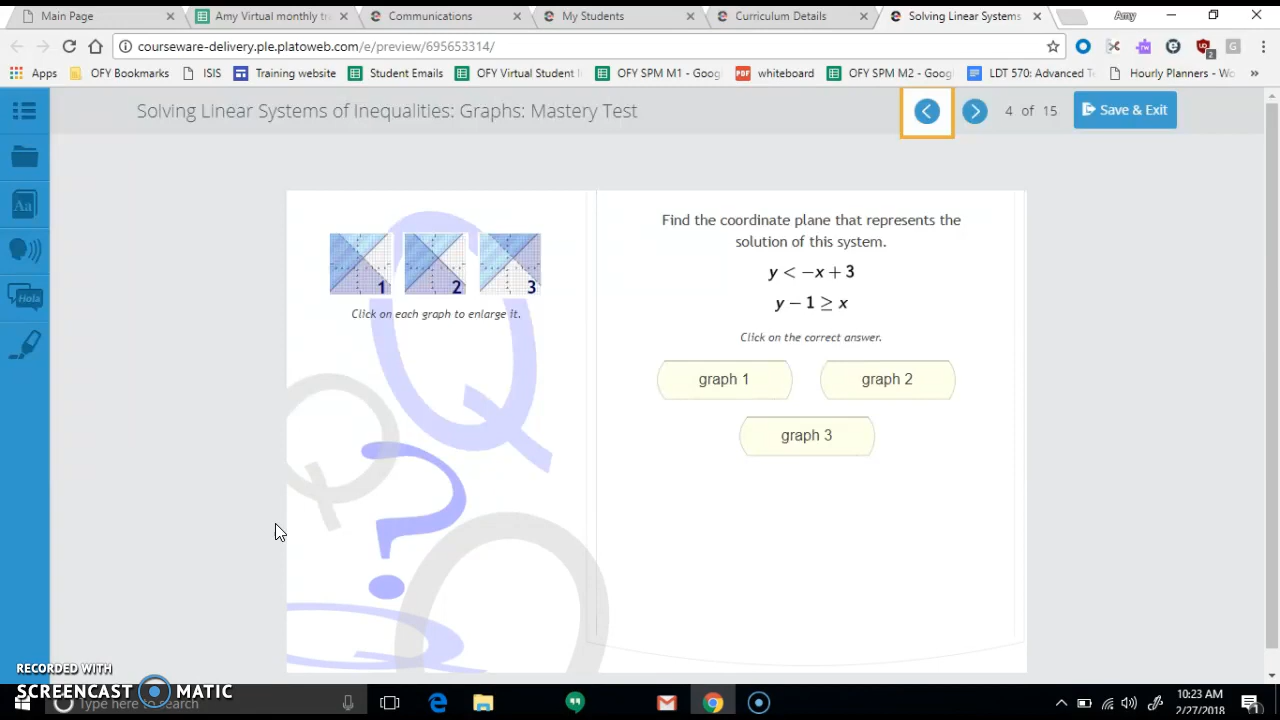 Main Page
Amy Virtual monthly tra
Communications
My Students
Curriculum Details
Solving Linear Systems
Amy
courseware-delivery.ple.platoweb.com/e/preview/695653314/
Apps
OFY Bookmarks
ISIS
Training website
Student Emails
OFY Virtual Student I
OFY SPM M1 - Goog
PDF
whiteboard
OFY SPM M2 - Goog
LDT 570: Advanced Te
Hourly Planners - Wo
»
Solving Linear Systems of Inequalities: Graphs: Mastery Test
4 of 15
Save & Exit
Aa
Hola
1
2
3
Click on each graph to enlarge it.
Find the coordinate plane that represents the
solution of this system.
y < −x + 3
y − 1 ≥ x
Click on the correct answer.
graph 1
graph 2
graph 3
RECORDED WITH
SCREENCAST MATIC
Type here to search
10:23 AM
2/27/2018